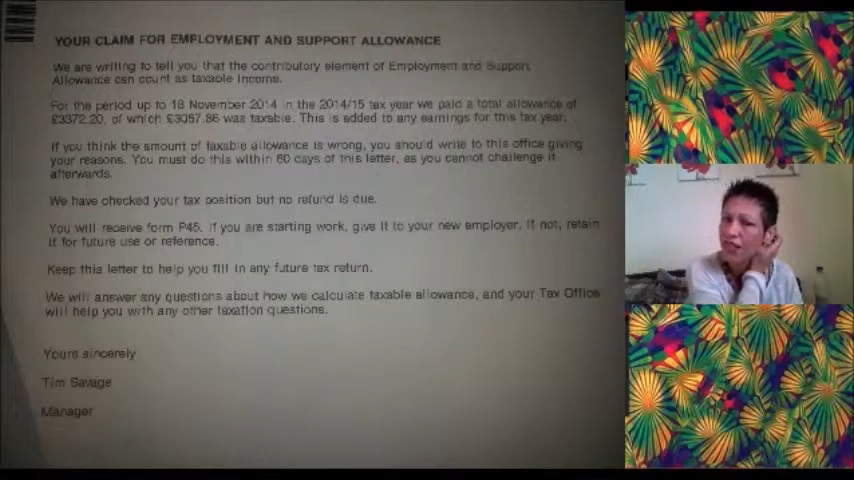 YOUR CLAIM FOR EMPLOYMENT AND SUPPORT ALLOWANCE
We are writing to tell you that the contributory element of Employment and Support
Allowance can count as taxable income.
For the period up to 18 November 2014 in the 2014/15 tax year we paid a total allowance of
£3372.20, of which £3057.86 was taxable. This is added to any earnings for this tax year.
If you think the amount of taxable allowance is wrong, you should write to this office giving
your reasons. You must do this within 60 days of this letter, as you cannot challenge it
afterwards.
We have checked your tax position but no refund is due.
You will receive form P45. If you are starting work, give it to your new employer. If not, retain
it for future use or reference.
Keep this letter to help you fill in any future tax return.
We will answer any questions about how we calculate taxable allowance, and your Tax Office
will help you with any other taxation questions.
Yours sincerely
Tim Savage
Manager